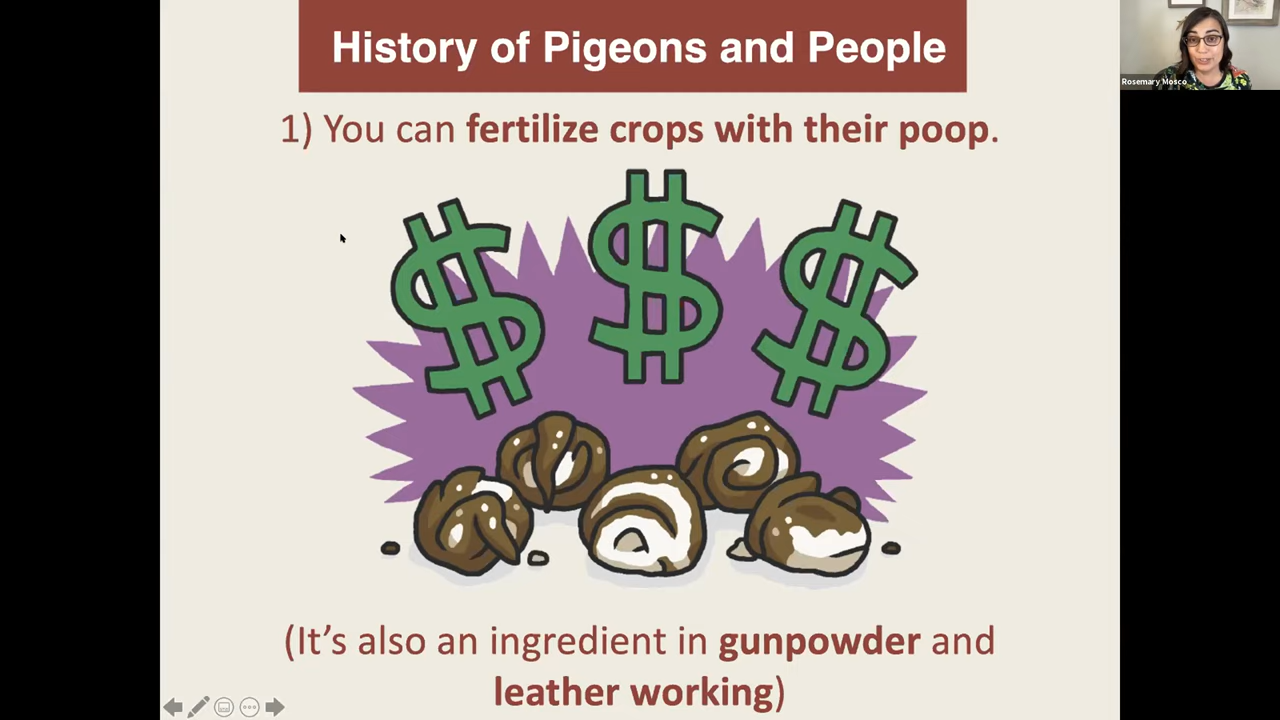 History of Pigeons and People
Rosemary Mosco
1) You can fertilize crops with their poop.
$ $ $
(It's also an ingredient in gunpowder and
leather working)